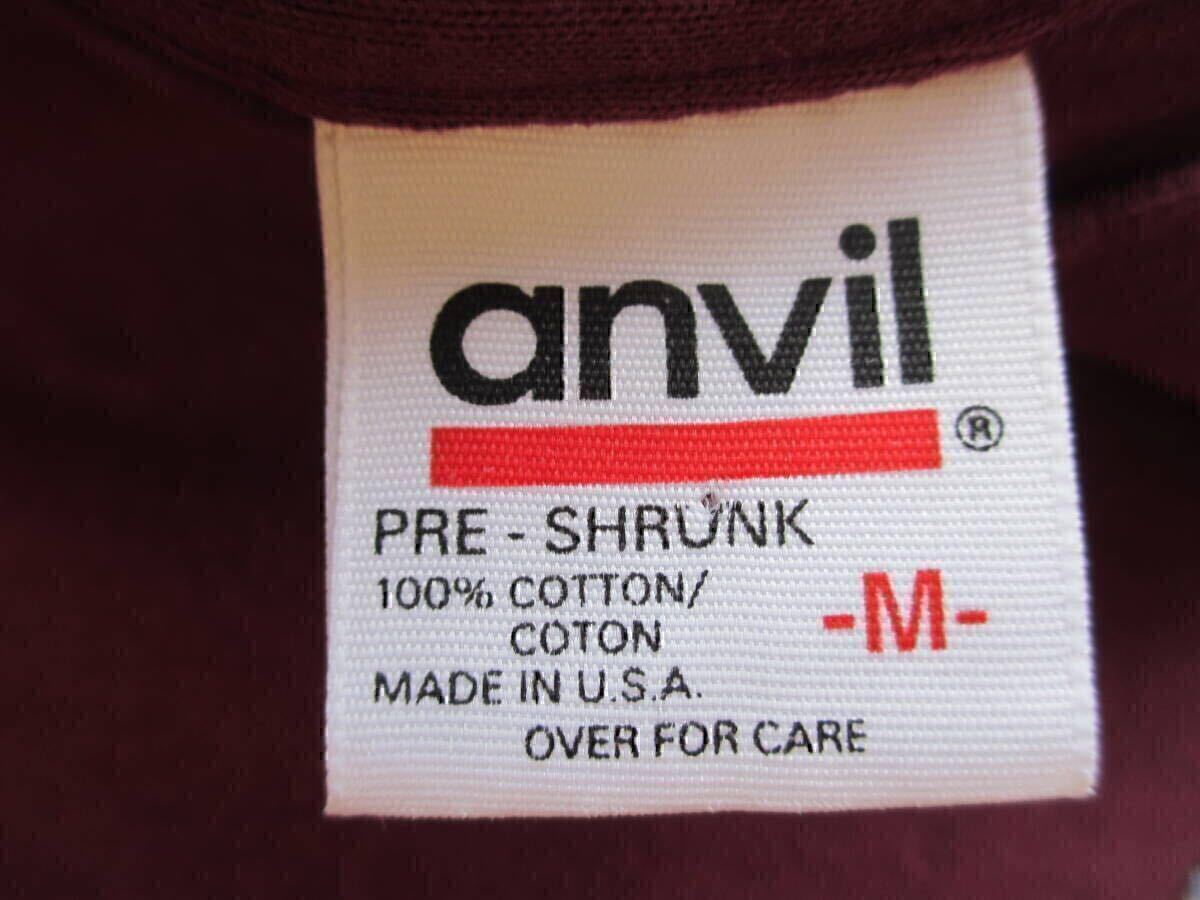 anvil
®
PRE - SHRUNK
100% COTTON/
COTON
-M-
MADE IN U.S.A.
OVER FOR CARE